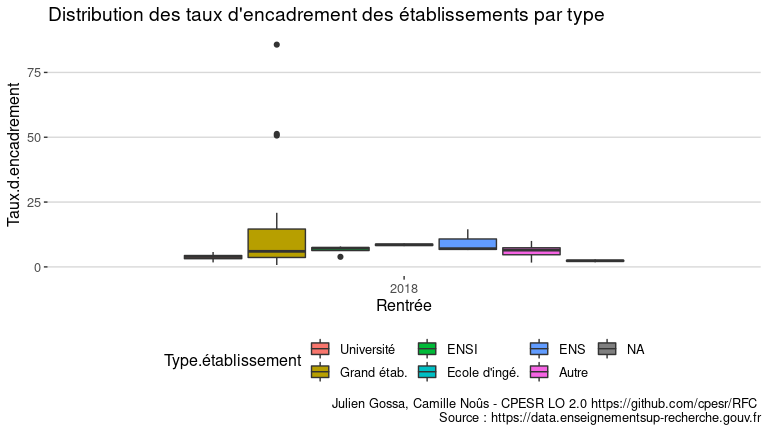 Distribution des taux d'encadrement des établissements par type
Taux.d.encadrement
75
50
25
0
2018
Rentrée
Type.établissement
Université
ENSI
ENS
NA
Grand étab.
Ecole d'ingé.
Autre
Julien Gossa, Camille Noûs - CPESR LO 2.0 https://github.com/cpesr/RFC
Source : https://data.enseignementsup-recherche.gouv.fr